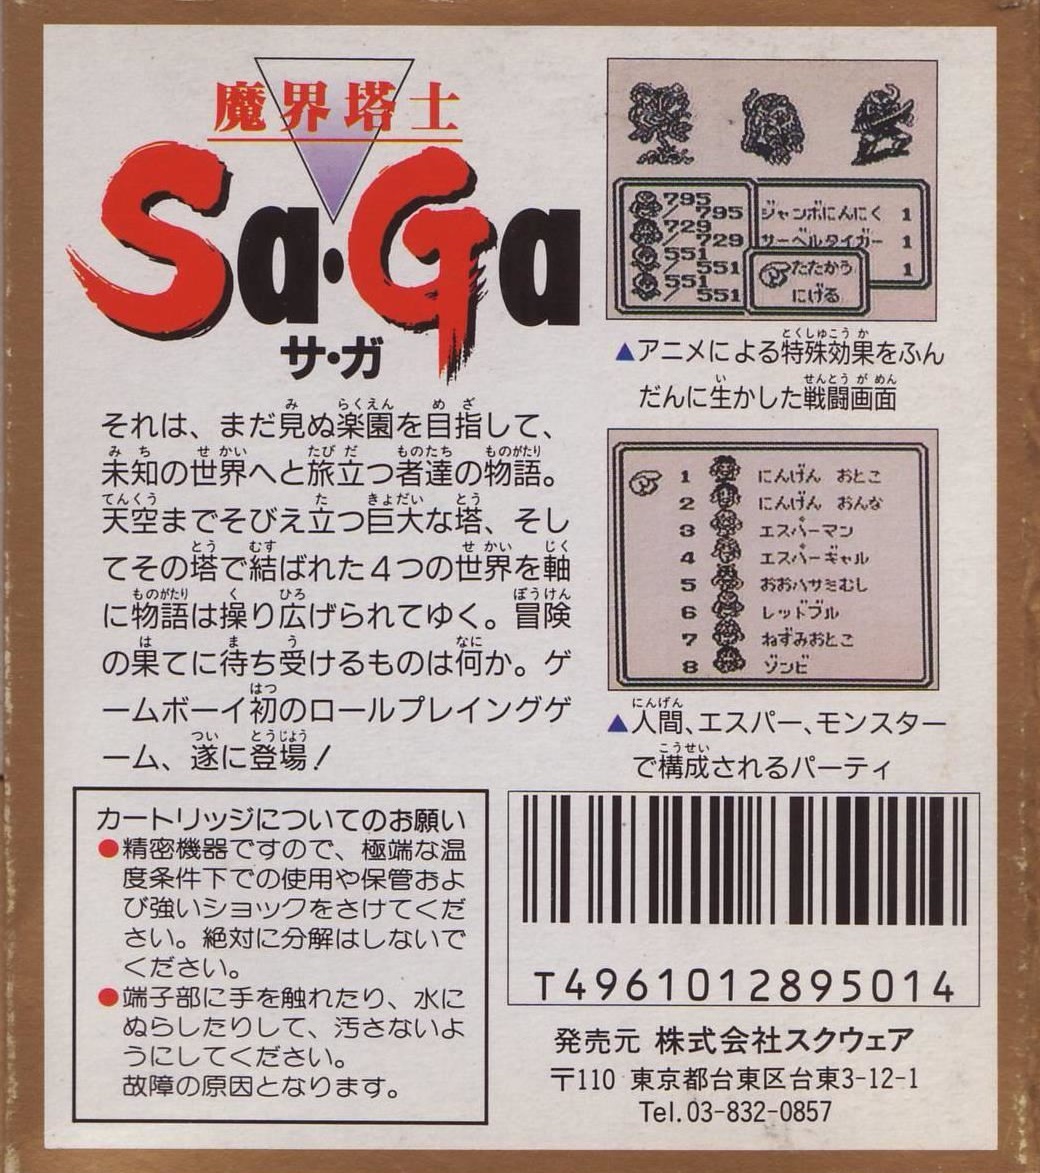 魔界塔士
Sa・Ga
サ・ガ
それは、まだ見ぬ楽園を目指して、
未知の世界へと旅立つ者達の物語。
天空までそびえ立つ巨大な塔、そし
てその塔で結ばれた4つの世界を軸
に物語は操り広げられてゆく。冒険
の果てに待ち受けるものは何か。ゲ
ームボーイ初のロールプレイングゲ
ーム、遂に登場!
795
/795
729
/729
551
/551
551
/551
ジャンボにんにく 1
サーベルタイガー 1
1
たたかう
にげる
▲アニメによる特殊効果をふん
だんに生かした戦闘画面
1 にんげん おとこ
2 にんげん おんな
3 エスパーマン
4 エスパーギャル
5 おおハサミむし
6 レッドブル
7 ねずみおとこ
8 ゾンビ
▲人間、エスパー、モンスター
で構成されるパーティ
カートリッジについてのお願い
●精密機器ですので、極端な温
度条件下での使用や保管およ
び強いショックをさけてくだ
さい。絶対に分解はしないで
ください。
●端子部に手を触れたり、水に
ぬらしたりして、汚さないよ
うにしてください。
故障の原因となります。
T4961012895014
発売元 株式会社スクウェア
〒110 東京都台東区台東3-12-1
Tel.03-832-0857